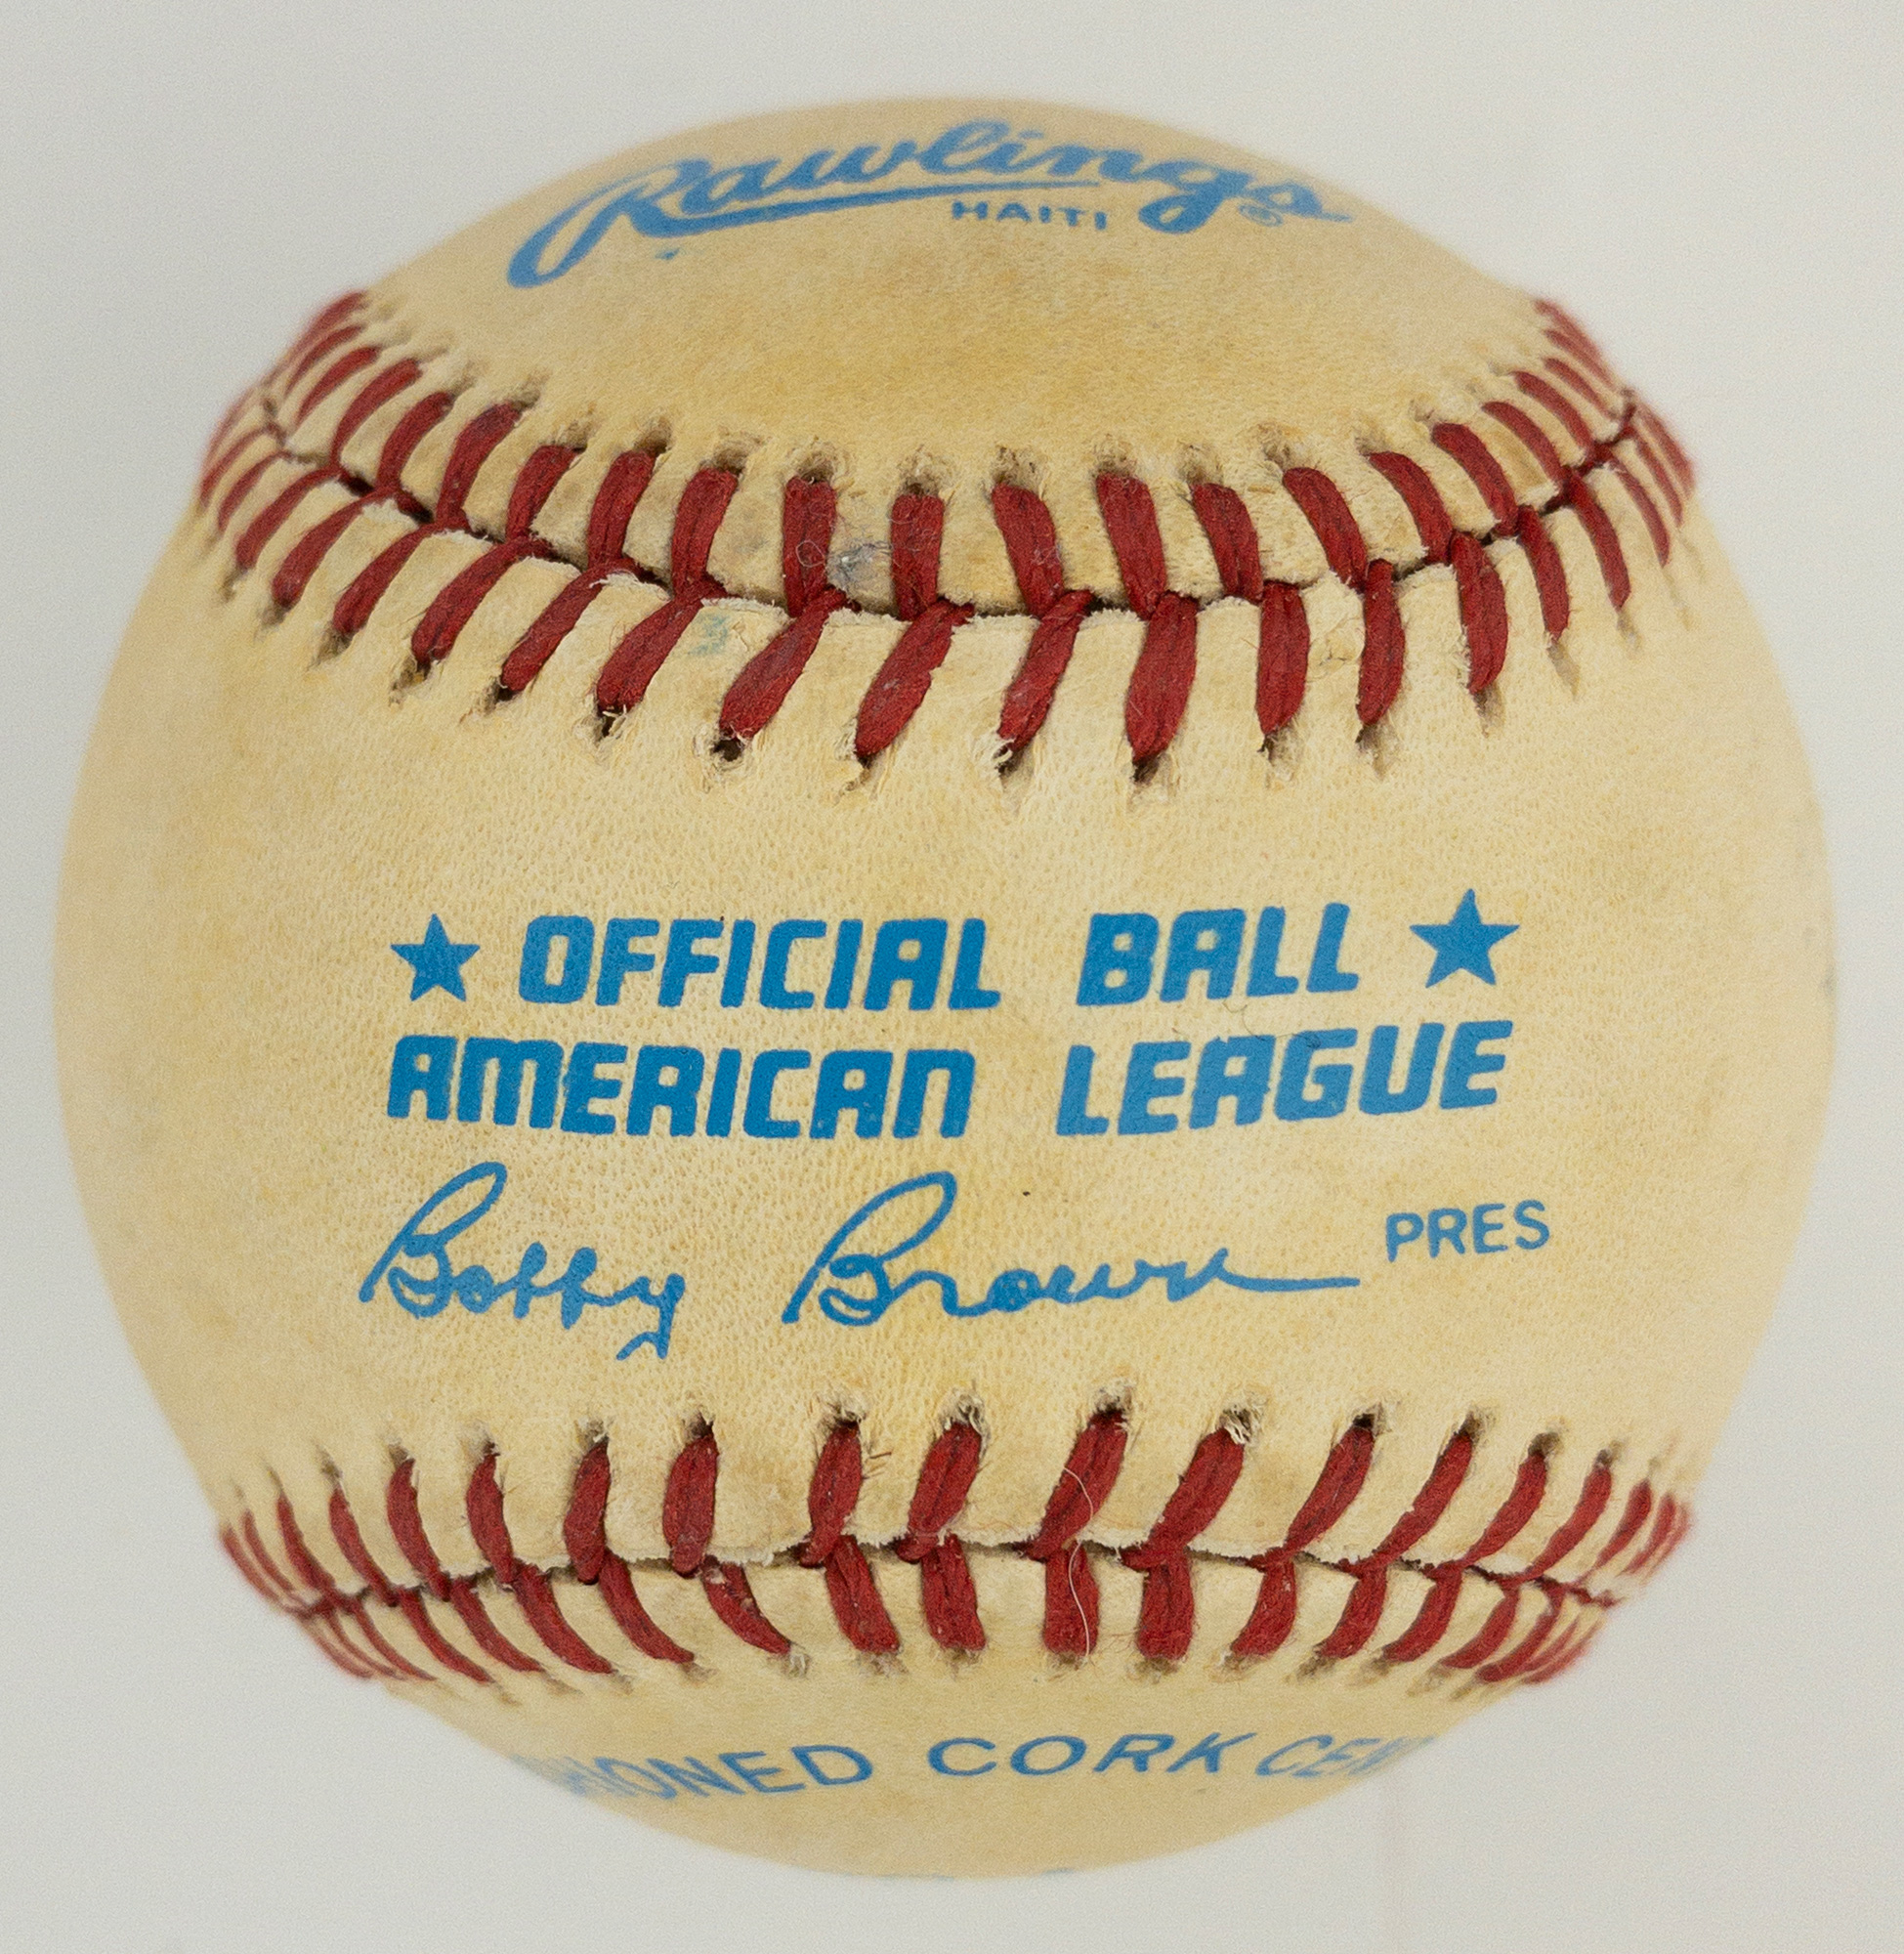 Rawlings®
HAITI
★ OFFICIAL BALL ★
AMERICAN LEAGUE
Bobby Brown PRES
CORK